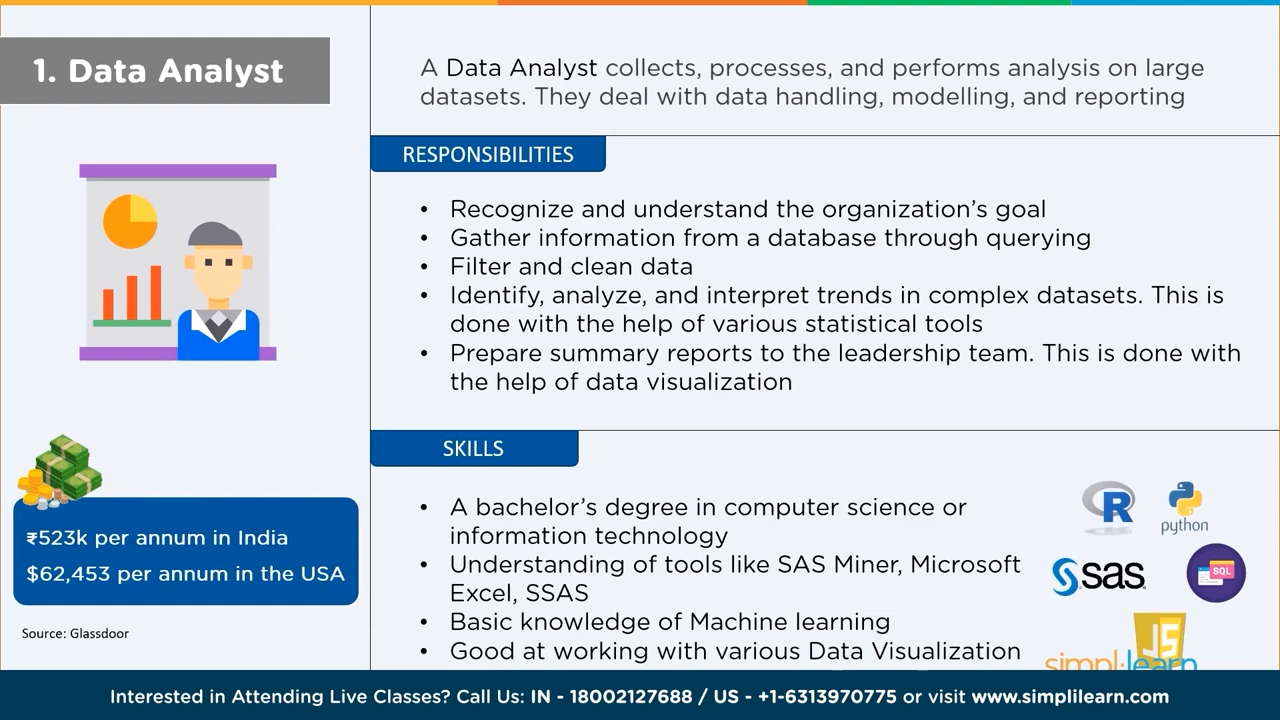 1. Data Analyst
A Data Analyst collects, processes, and performs analysis on large
datasets. They deal with data handling, modelling, and reporting
RESPONSIBILITIES
• Recognize and understand the organization's goal
• Gather information from a database through querying
• Filter and clean data
• Identify, analyze, and interpret trends in complex datasets. This is
done with the help of various statistical tools
• Prepare summary reports to the leadership team. This is done with
the help of data visualization
₹523k per annum in India
$62,453 per annum in the USA
Source: Glassdoor
SKILLS
• A bachelor's degree in computer science or
information technology
• Understanding of tools like SAS Miner, Microsoft
Excel, SSAS
• Basic knowledge of Machine learning
• Good at working with various Data Visualization
R
python
sas
SQL
JS
simplilearn
Interested in Attending Live Classes? Call Us: IN - 18002127688 / US - +1-6313970775 or visit www.simplilearn.com